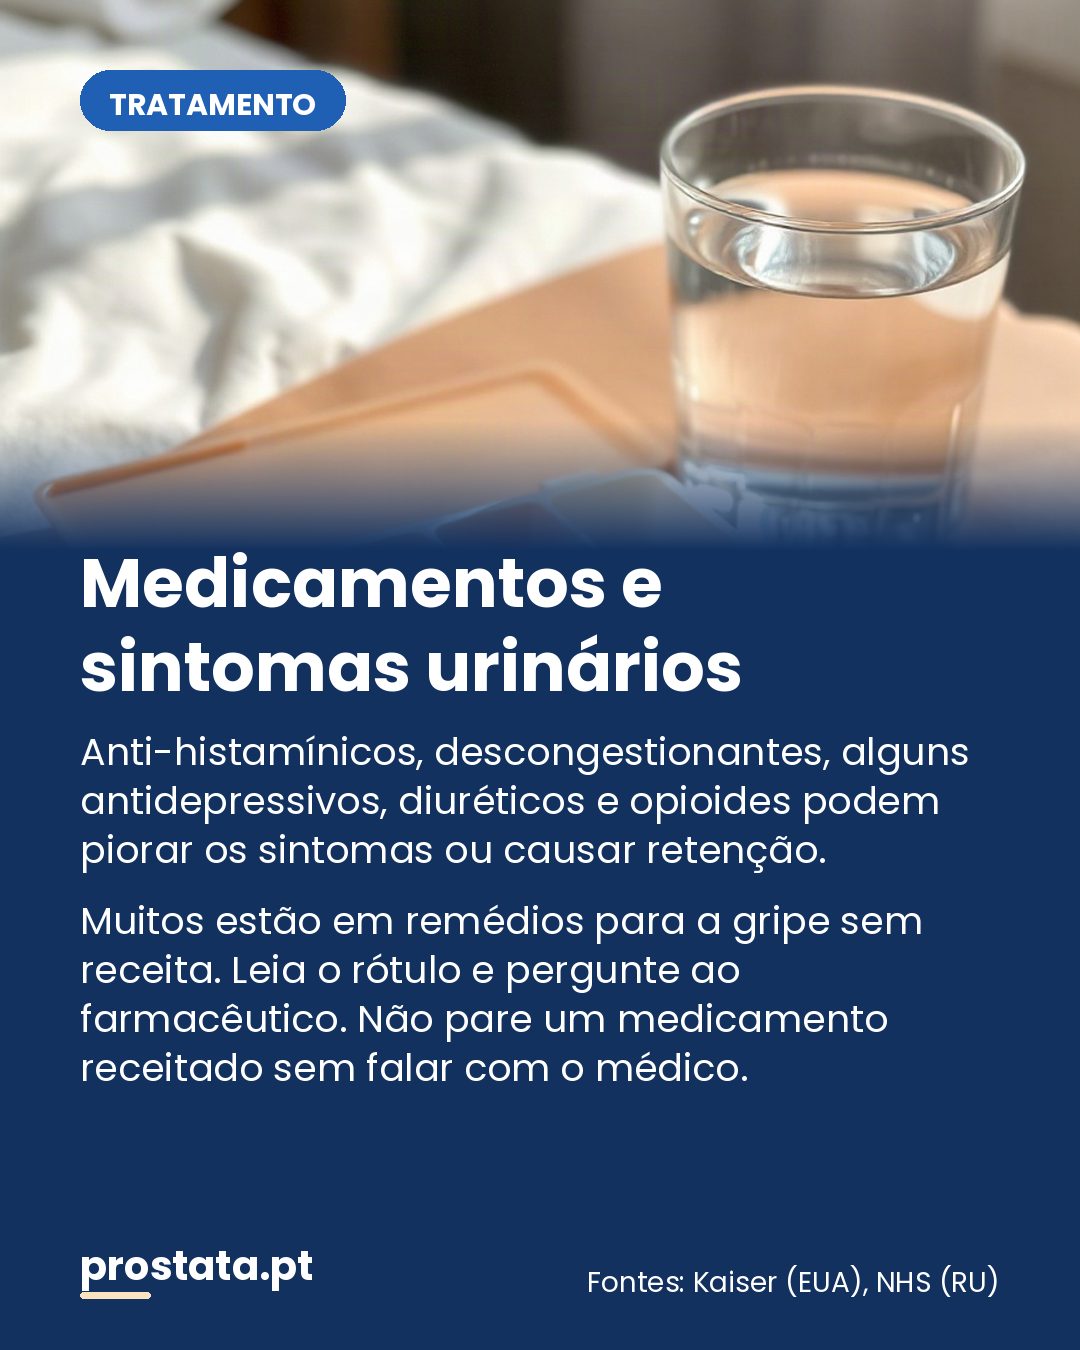 TRATAMENTO
Medicamentos e
sintomas urinários
Anti-histamínicos, descongestionantes, alguns
antidepressivos, diuréticos e opioides podem
piorar os sintomas ou causar retenção.
Muitos estão em remédios para a gripe sem
receita. Leia o rótulo e pergunte ao
farmacêutico. Não pare um medicamento
receitado sem falar com o médico.
prostata.pt
Fontes: Kaiser (EUA), NHS (RU)